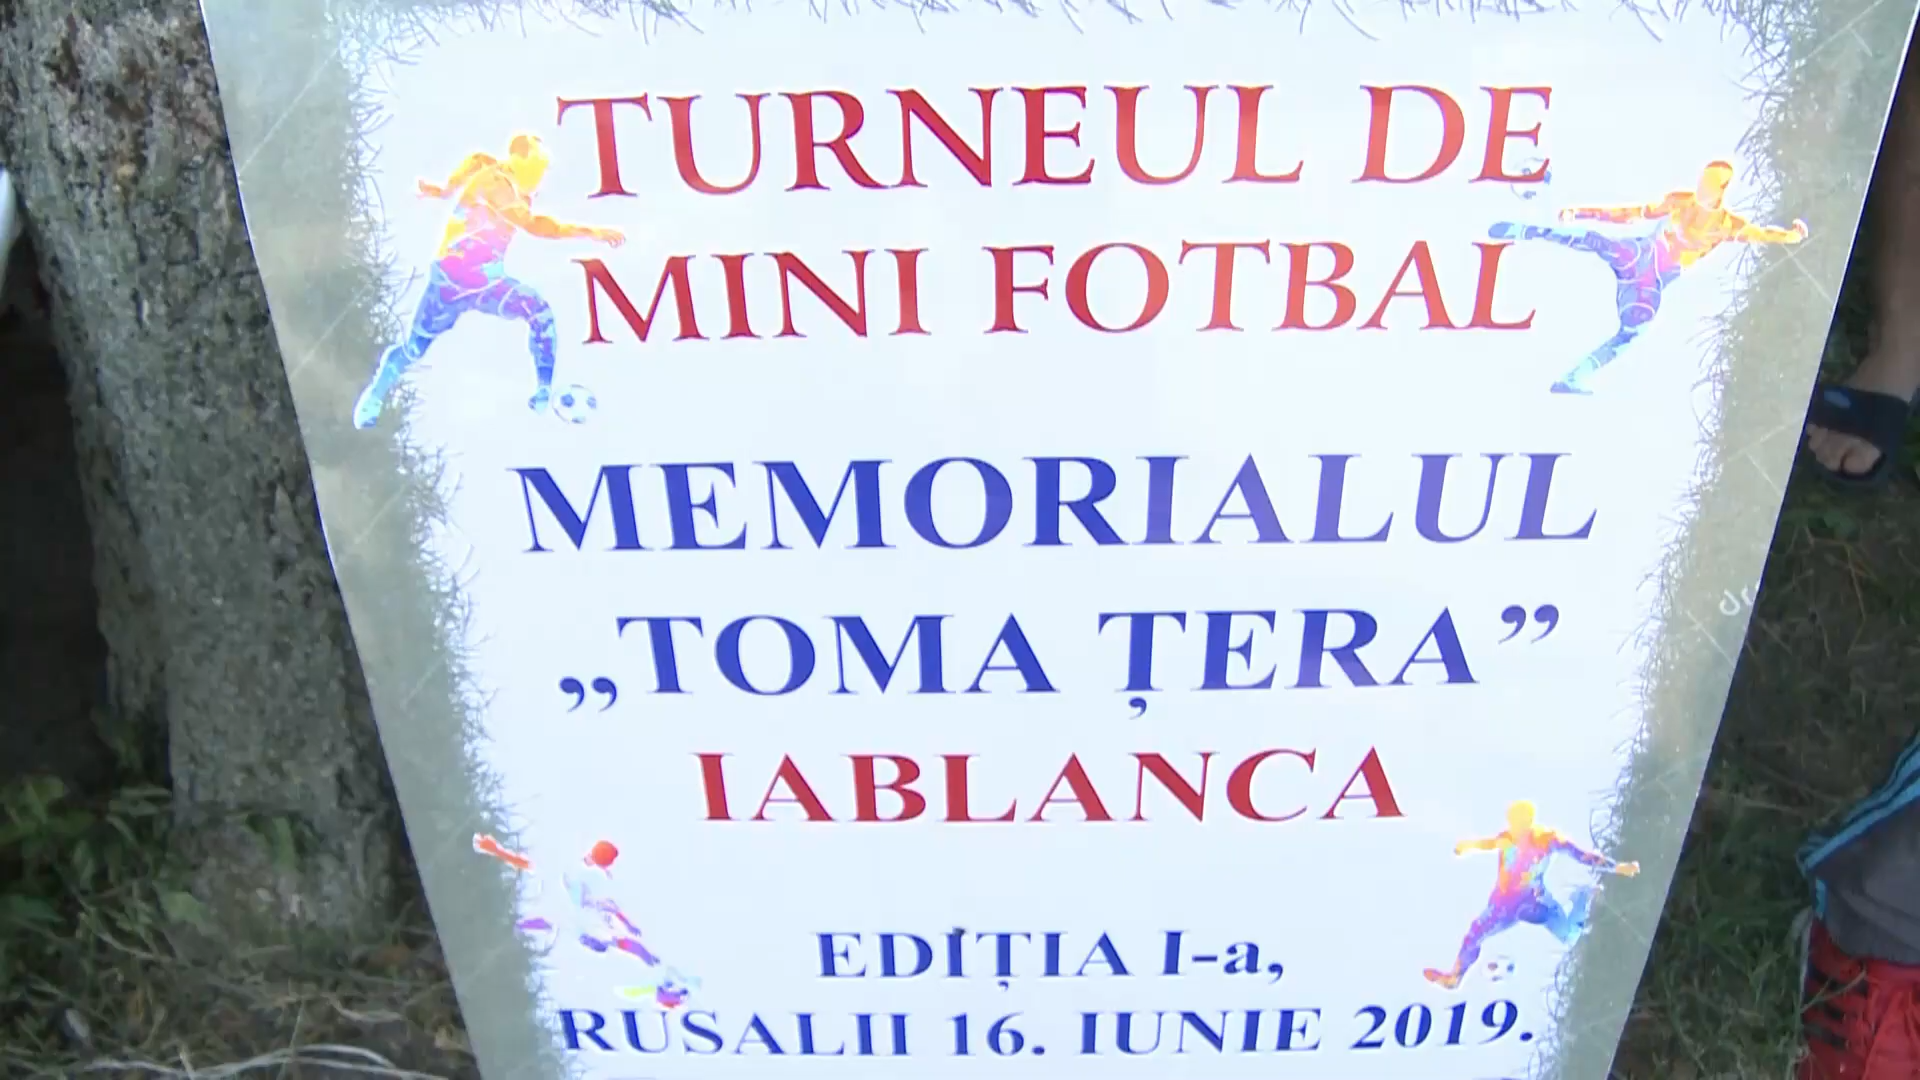 TURNEUL DE
MINI FOTBAL
MEMORIALUL
„TOMA ȚERA”
IABLANCA
EDIȚIA I-a,
RUSALII 16. IUNIE 2019.